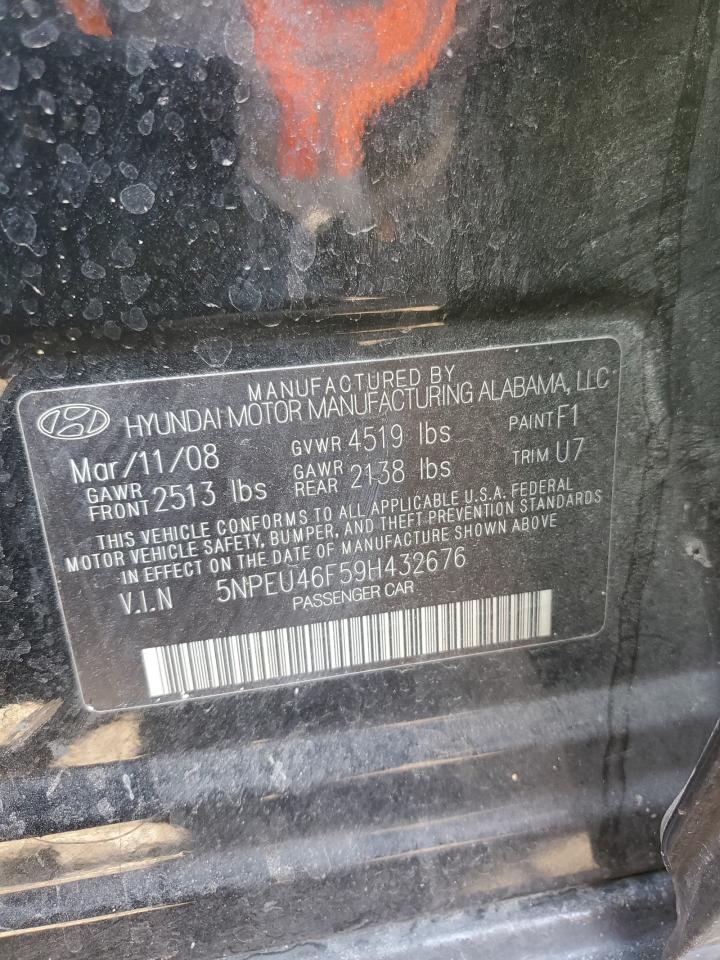 MANUFACTURED BY
HYUNDAI MOTOR MANUFACTURING ALABAMA, LLC
Mar/11/08 GVWR 4519 lbs PAINT F1
GAWR FRONT 2513 lbs GAWR REAR 2138 lbs TRIM U7
THIS VEHICLE CONFORMS TO ALL APPLICABLE U.S.A. FEDERAL
MOTOR VEHICLE SAFETY, BUMPER, AND THEFT PREVENTION STANDARDS
IN EFFECT ON THE DATE OF MANUFACTURE SHOWN ABOVE
V.I.N 5NPEU46F59H432676
PASSENGER CAR